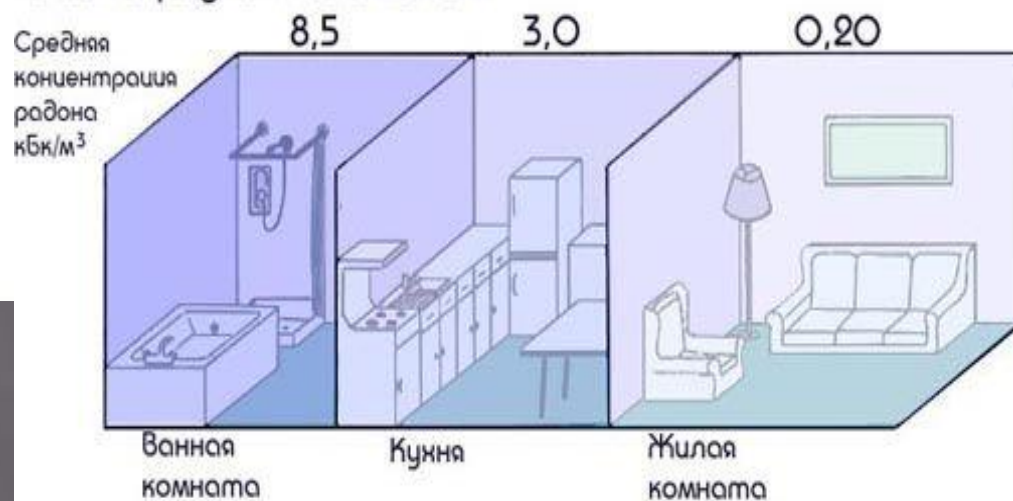 8,5 3,0 0,20
Средняя
концентрация
радона
кБк/м³
Ванная
комната
Кухня
Жилая
комната